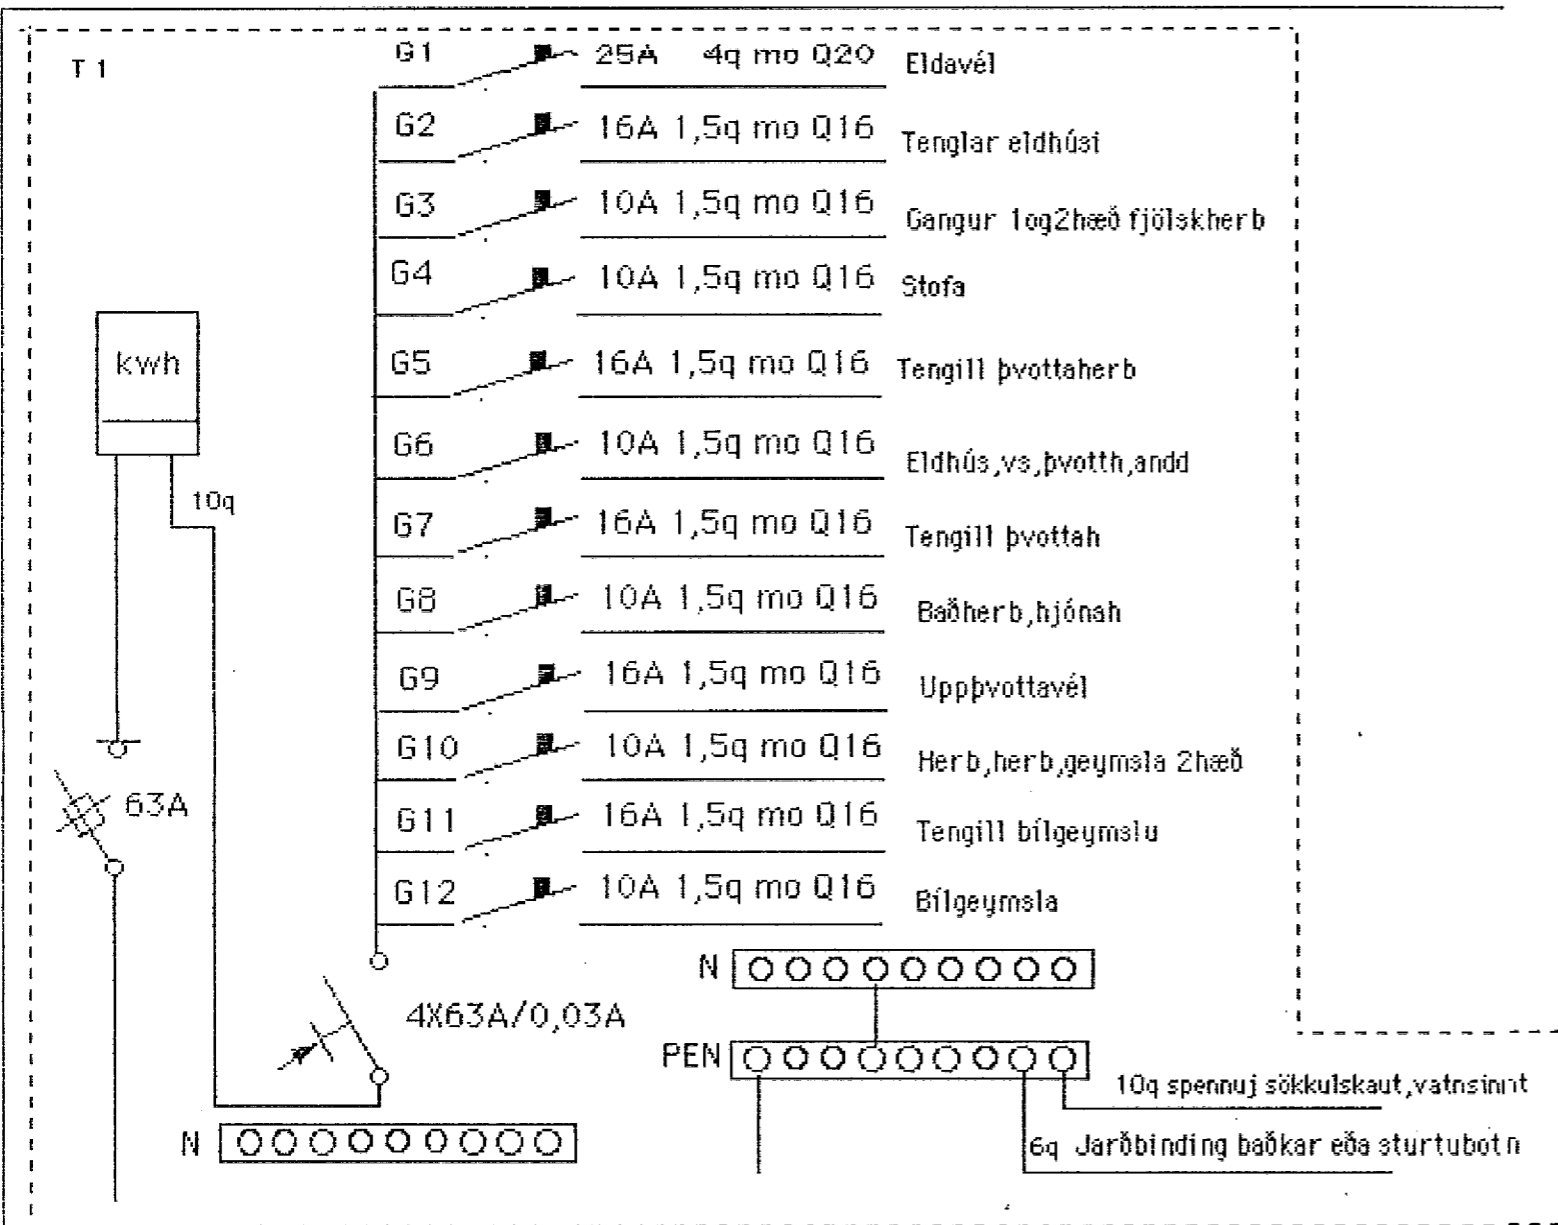 T 1
G1 25A 4q mo Q20 Eldavél
G2 16A 1,5q mo Q16 Tenglar eldhúsi
G3 10A 1,5q mo Q16 Gangur 1og2hæð fjölskherb
G4 10A 1,5q mo Q16 Stofa
kwh
G5 16A 1,5q mo Q16 Tengill þvottaherb
G6 10A 1,5q mo Q16 Eldhús,vs,þvotth,andd
10q
G7 16A 1,5q mo Q16 Tengill þvottah
G8 10A 1,5q mo Q16 Baðherb,hjónah
G9 16A 1,5q mo Q16 Uppþvottavél
G10 10A 1,5q mo Q16 Herb,herb,geymsla 2hæð
63A
G11 16A 1,5q mo Q16 Tengill bílgeymslu
G12 10A 1,5q mo Q16 Bílgeymsla
N
4X63A/0,03A
PEN
10q spennuj sökkulskaut,vatnsinnt
N
6q Jarðbinding baðkar eða sturtubotn